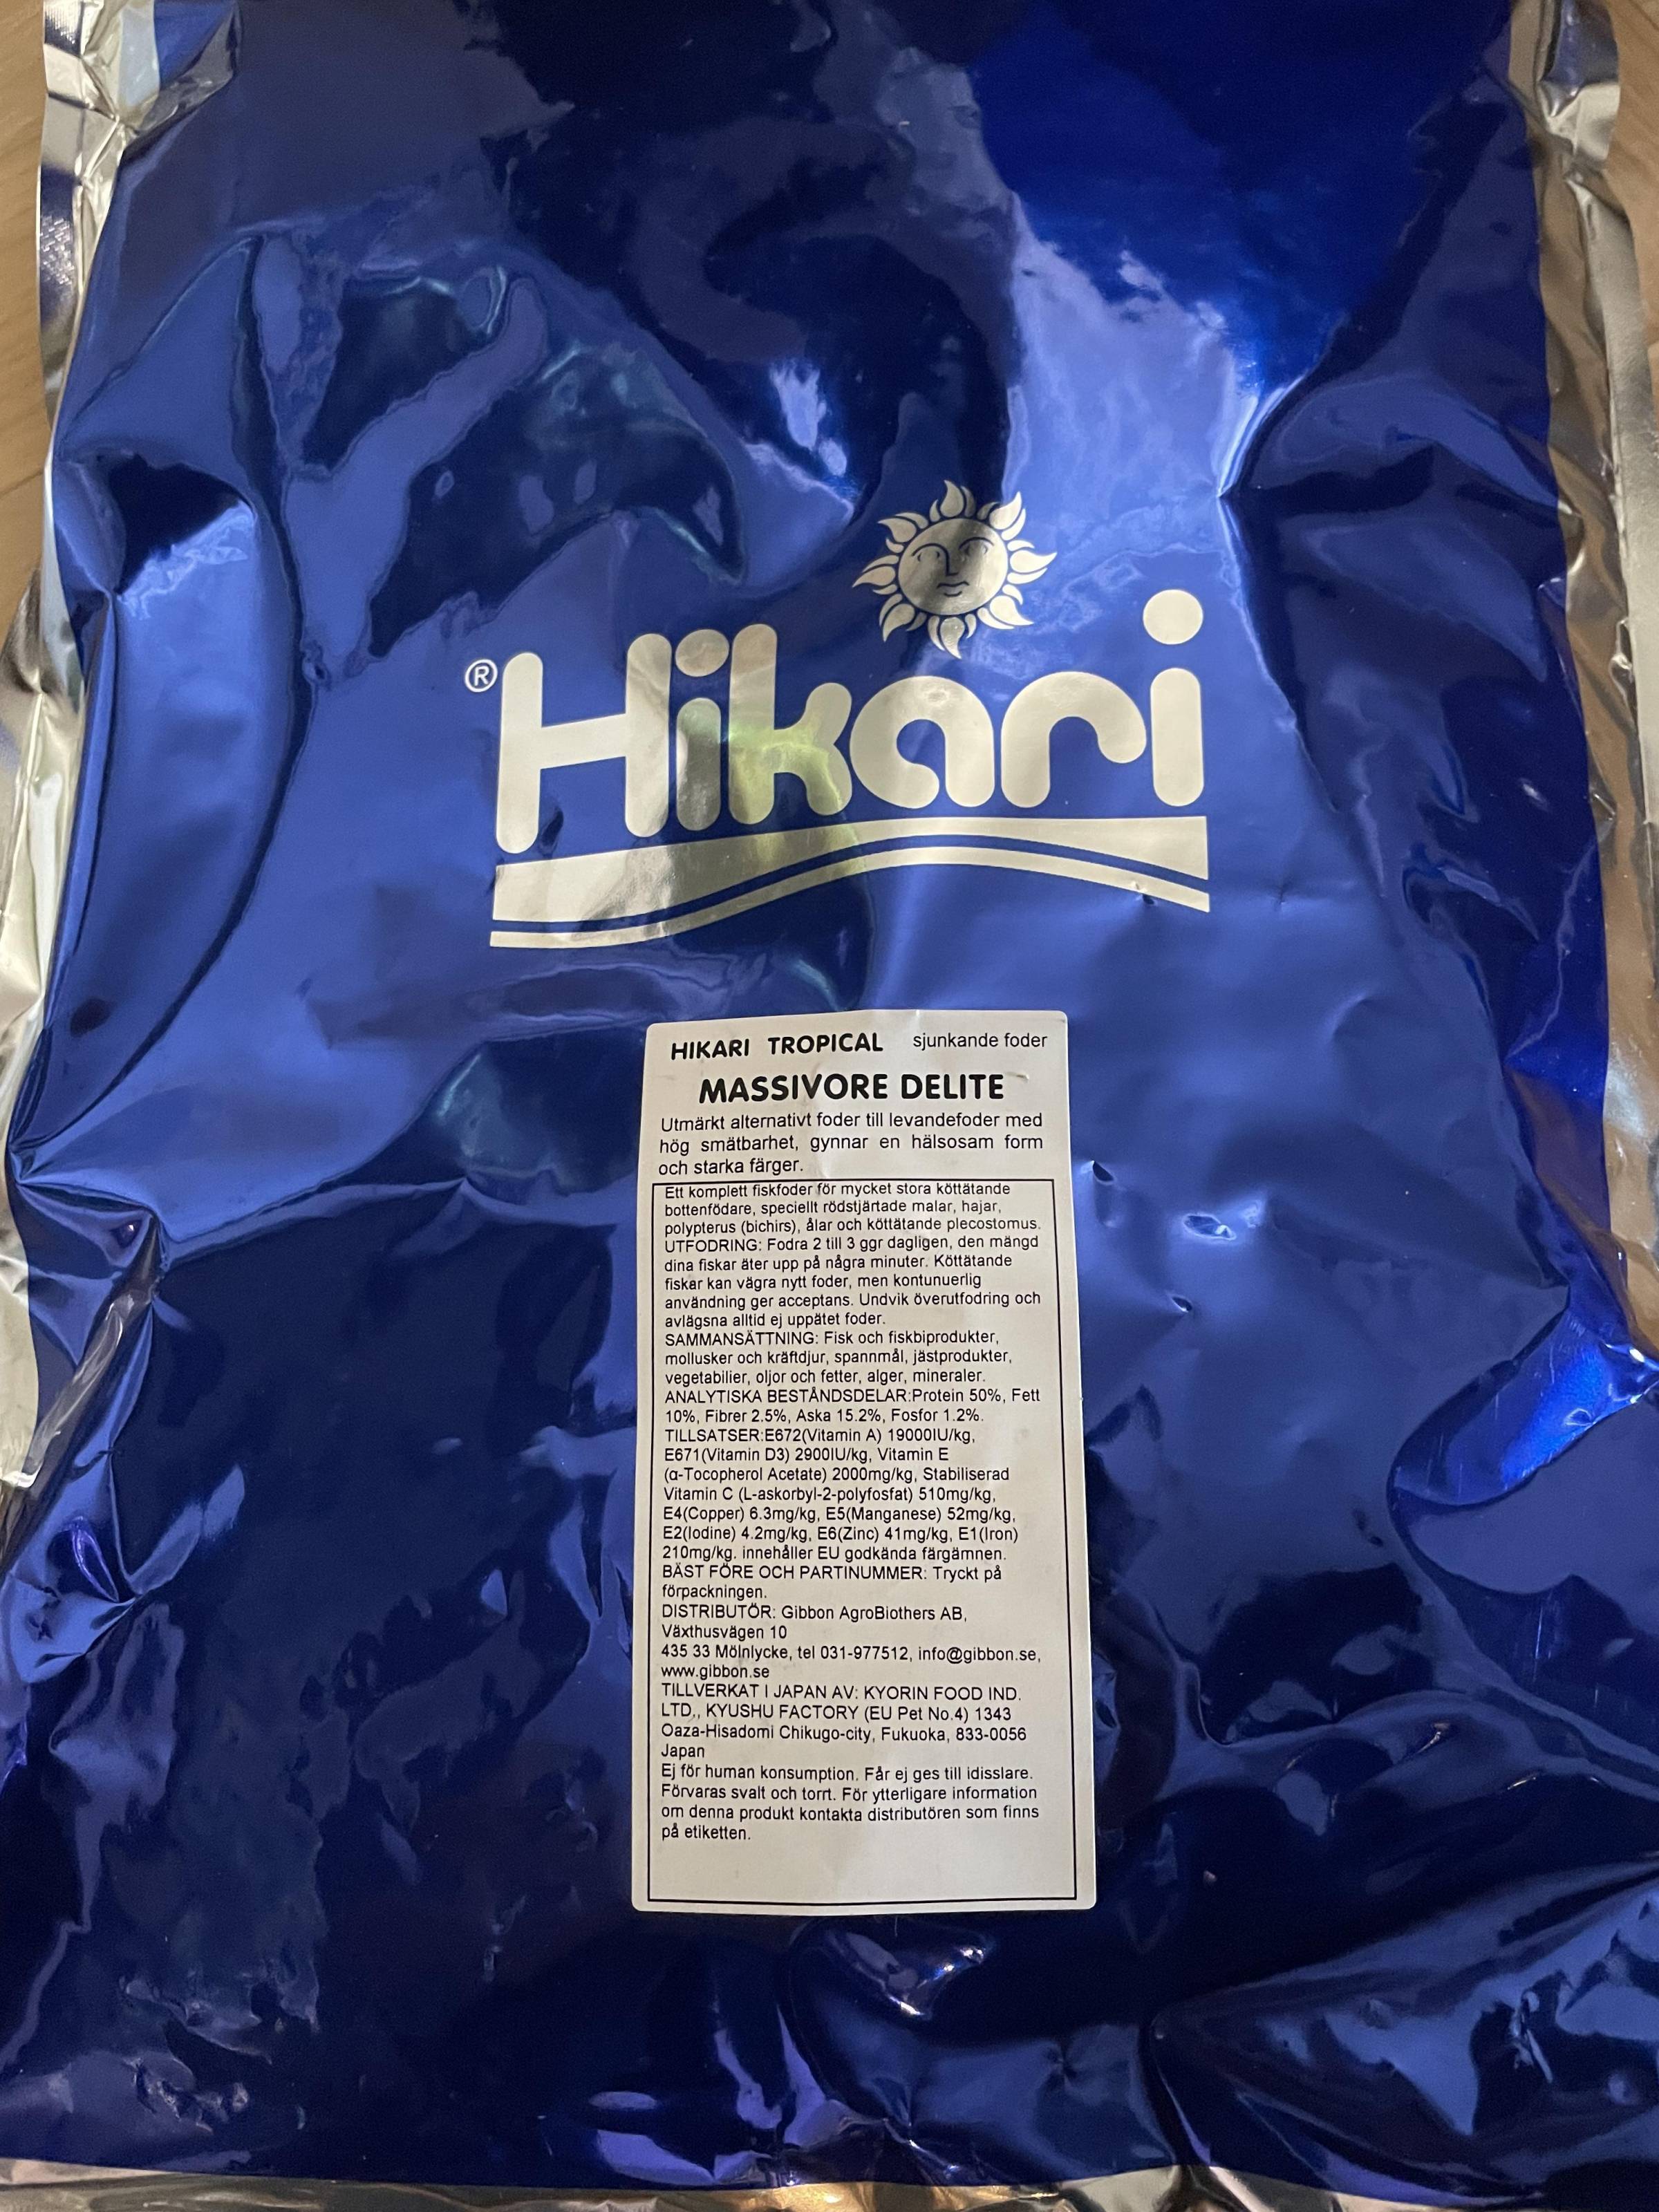 ® Hikari
HIKARI TROPICAL sjunkande foder
MASSIVORE DELITE
Utmärkt alternativt foder till levandefoder med
hög smätbarhet, gynnar en hälsosam form
och starka färger.
Ett komplett fiskfoder för mycket stora köttätande
bottenfödare, speciellt rödstjärtade malar, hajar,
polypterus (bichirs), ålar och köttätande plecostomus.
UTFODRING: Fodra 2 till 3 ggr dagligen, den mängd
dina fiskar äter upp på några minuter. Köttätande
fiskar kan vägra nytt foder, men kontunuerlig
användning ger acceptans. Undvik överutfodring och
avlägsna alltid ej uppätet foder.
SAMMANSÄTTNING: Fisk och fiskbiprodukter,
mollusker och kräftdjur, spannmål, jästprodukter,
vegetabilier, oljor och fetter, alger, mineraler.
ANALYTISKA BESTÅNDSDELAR:Protein 50%, Fett
10%, Fibrer 2.5%, Aska 15.2%, Fosfor 1.2%.
TILLSATSER:E672(Vitamin A) 19000IU/kg,
E671(Vitamin D3) 2900IU/kg, Vitamin E
(α-Tocopherol Acetate) 2000mg/kg, Stabiliserad
Vitamin C (L-askorbyl-2-polyfosfat) 510mg/kg,
E4(Copper) 6.3mg/kg, E5(Manganese) 52mg/kg,
E2(Iodine) 4.2mg/kg, E6(Zinc) 41mg/kg, E1(Iron)
210mg/kg. innehåller EU godkända färgämnen.
BÄST FÖRE OCH PARTINUMMER: Tryckt på
förpackningen.
DISTRIBUTÖR: Gibbon AgroBiothers AB,
Växthusvägen 10
435 33 Mölnlycke, tel 031-977512, info@gibbon.se,
www.gibbon.se
TILLVERKAT I JAPAN AV: KYORIN FOOD IND.
LTD,, KYUSHU FACTORY (EU Pet No.4) 1343
Oaza-Hisadomi Chikugo-city, Fukuoka, 833-0056
Japan
Ej för human konsumption. Får ej ges till idisslare.
Förvaras svalt och torrt. För ytterligare information
om denna produkt kontakta distributören som finns
på etiketten.